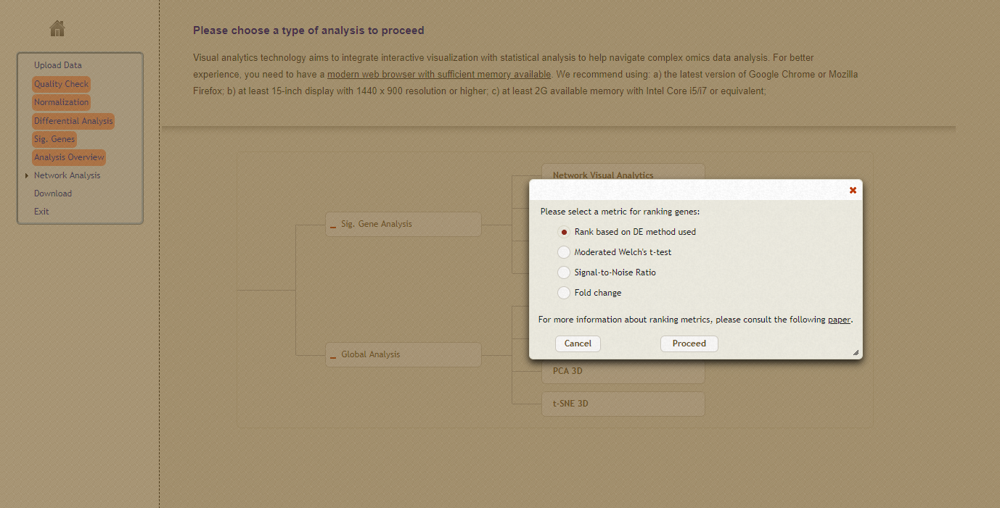 Please choose a type of analysis to proceed
Visual analytics technology aims to integrate interactive visualization with statistical analysis to help navigate complex omics data analysis. For better
experience, you need to have a modern web browser with sufficient memory available. We recommend using: a) the latest version of Google Chrome or Mozilla
Firefox; b) at least 15-inch display with 1440 x 900 resolution or higher; c) at least 2G available memory with Intel Core i5/i7 or equivalent;
Upload Data
Quality Check
Normalization
Differential Analysis
Sig. Genes
Analysis Overview
Network Analysis
Download
Exit
Sig. Gene Analysis
Global Analysis
Network Visual Analytics
Please select a metric for ranking genes:
Rank based on DE method used
Moderated Welch's t-test
Signal-to-Noise Ratio
Fold change
For more information about ranking metrics, please consult the following paper.
Cancel
Proceed
PCA 3D
t-SNE 3D